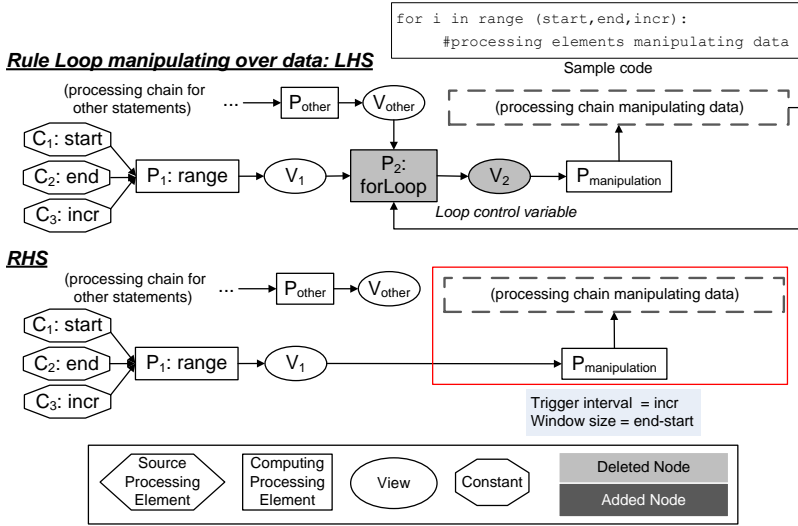 for i in range (start,end,incr):
#processing elements manipulating data
Sample code
Rule Loop manipulating over data: LHS
(processing chain for
other statements)
...
Pother
Vother
(processing chain manipulating data)
C1: start
C2: end
C3: incr
P1: range
V1
P2:
forLoop
V2
Pmanipulation
Loop control variable
RHS
(processing chain for
other statements)
...
Pother
Vother
(processing chain manipulating data)
C1: start
C2: end
C3: incr
P1: range
V1
Pmanipulation
Trigger interval = incr
Window size = end-start
Source
Processing
Element
Computing
Processing
Element
View
Constant
Deleted Node
Added Node